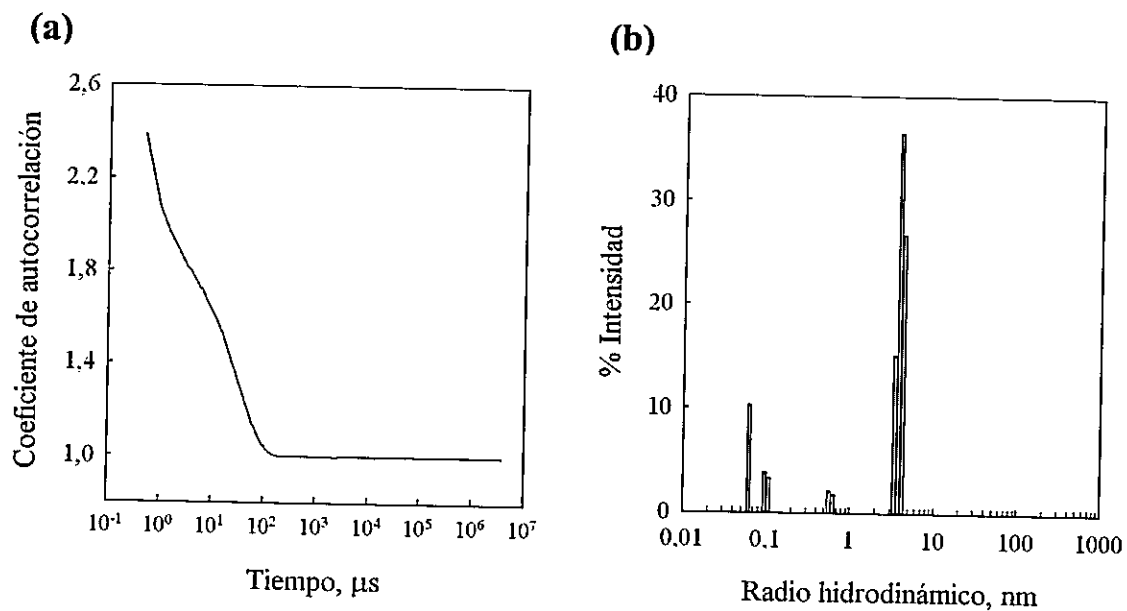 (a)
Coeficiente de autocorrelación
2,6
2,2
1,8
1,4
1,0
10⁻¹ 10⁰ 10¹ 10² 10³ 10⁴ 10⁵ 10⁶ 10⁷
Tiempo, µs
(b)
% Intensidad
40
30
20
10
0
0.01 0.1 1 10 100 1000
Radio hidrodinámico, nm